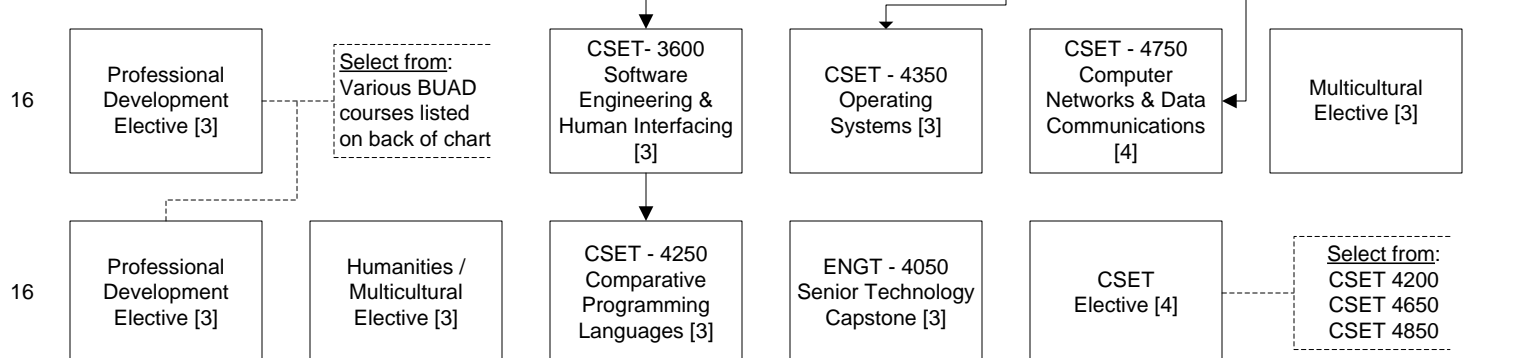 16
Professional
Development
Elective [3]
Select from:
Various BUAD
courses listed
on back of chart
CSET- 3600
Software
Engineering &
Human Interfacing
[3]
CSET - 4350
Operating
Systems [3]
CSET - 4750
Computer
Networks & Data
Communications
[4]
Multicultural
Elective [3]
16
Professional
Development
Elective [3]
Humanities /
Multicultural
Elective [3]
CSET - 4250
Comparative
Programming
Languages [3]
ENGT - 4050
Senior Technology
Capstone [3]
CSET
Elective [4]
Select from:
CSET 4200
CSET 4650
CSET 4850